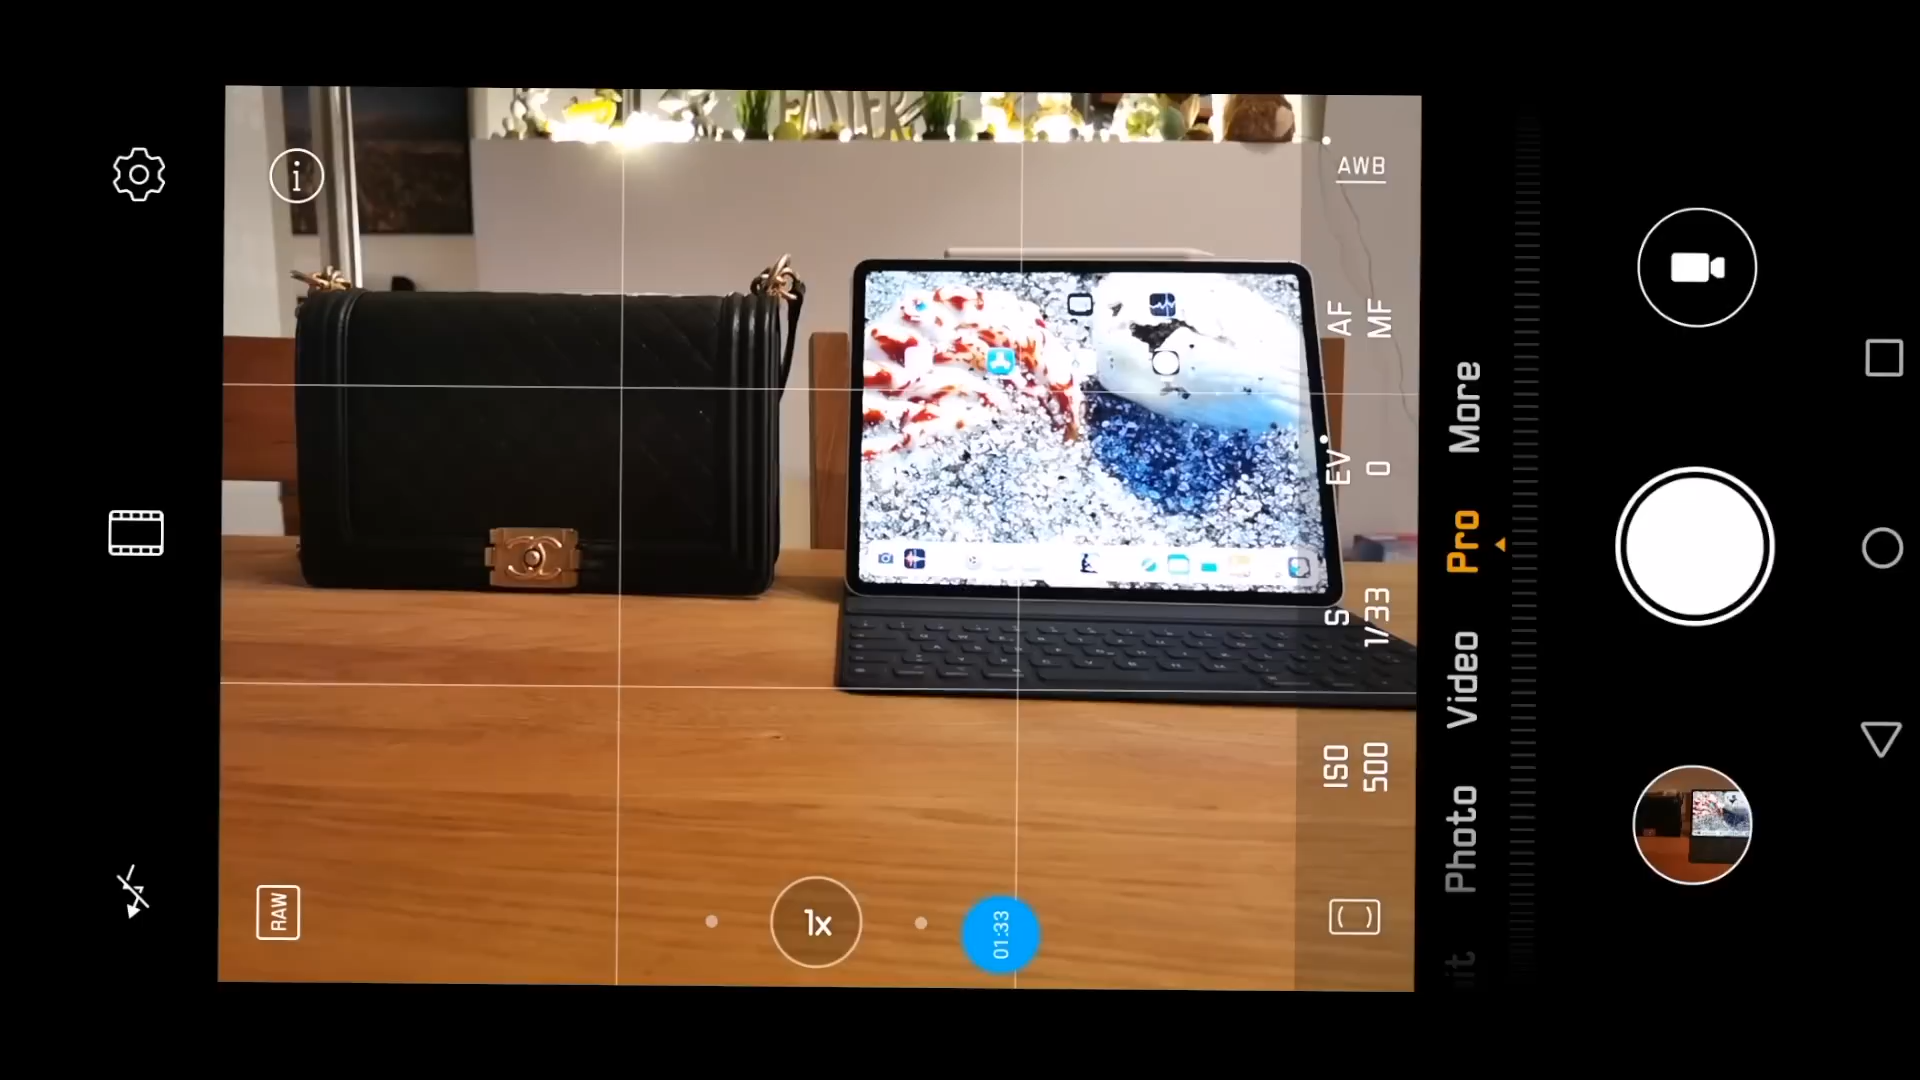 AWB
AF
MF
EV
0
S
1/33
ISO
500
More
Pro
Video
Photo
RAW
1x
01:33